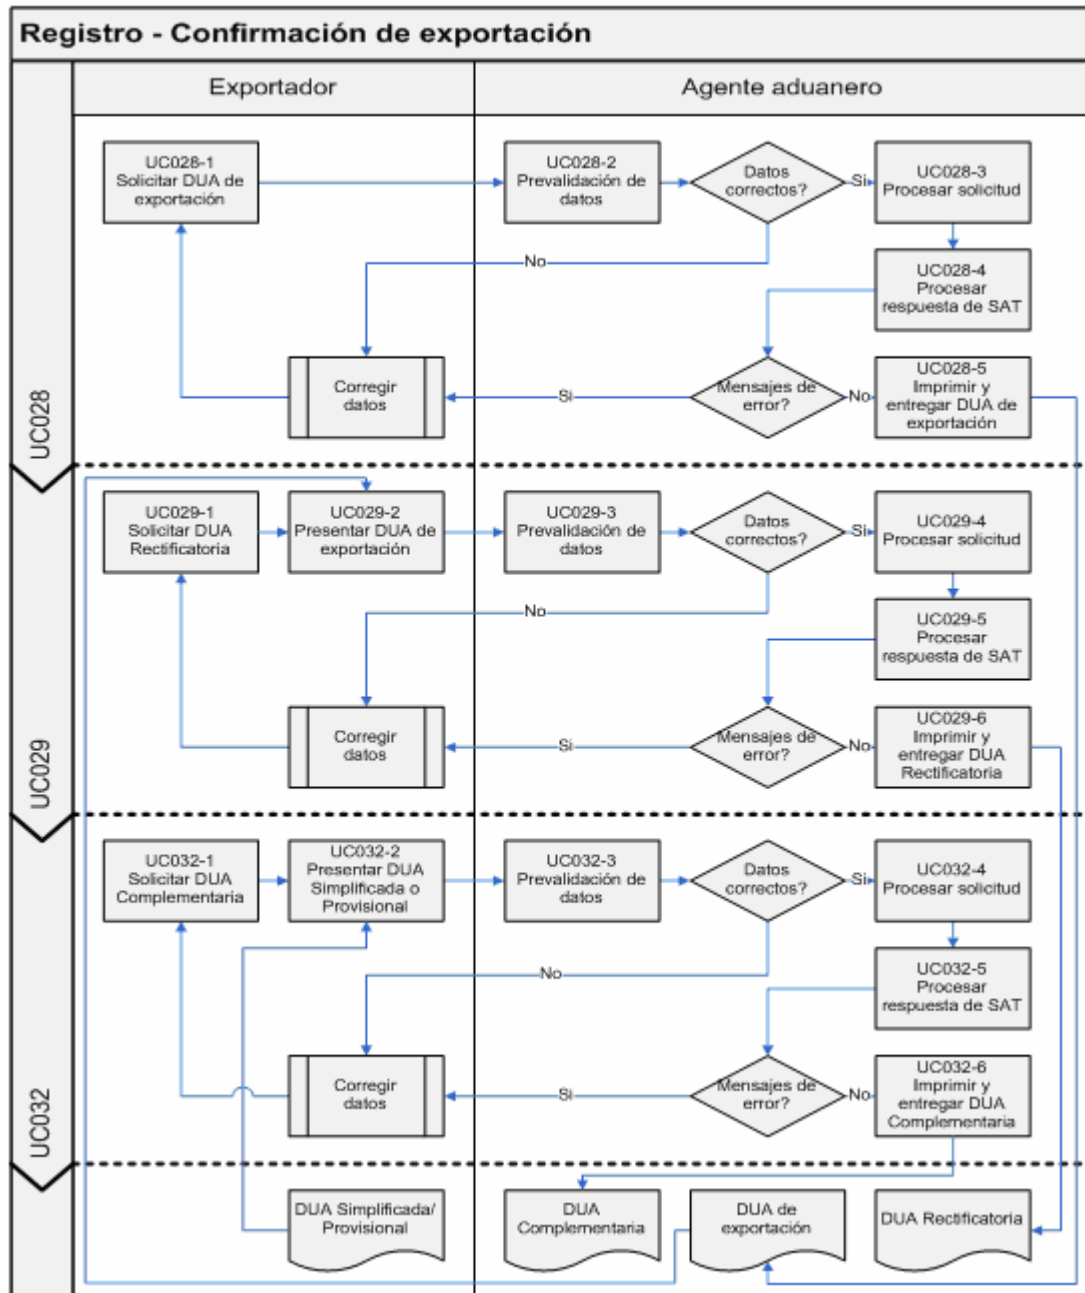 Registro - Confirmación de exportación
Exportador
Agente aduanero
UC028
UC028-1
Solicitar DUA de
exportación
UC028-2
Prevalidación de
datos
Datos
correctos?
Si
UC028-3
Procesar solicitud
No
UC028-4
Procesar
respuesta de SAT
Corregir
datos
Si
Mensajes de
error?
No
UC028-5
Imprimir y
entregar DUA de
exportación
UC029
UC029-1
Solicitar DUA
Rectificatoria
UC029-2
Presentar DUA de
exportación
UC029-3
Prevalidación de
datos
Datos
correctos?
Si
UC029-4
Procesar solicitud
No
UC029-5
Procesar
respuesta de SAT
Corregir
datos
Si
Mensajes de
error?
No
UC029-6
Imprimir y
entregar DUA
Rectificatoria
UC032
UC032-1
Solicitar DUA
Complementaria
UC032-2
Presentar DUA
Simplificada o
Provisional
UC032-3
Prevalidación de
datos
Datos
correctos?
Si
UC032-4
Procesar solicitud
No
UC032-5
Procesar
respuesta de SAT
Corregir
datos
Si
Mensajes de
error?
No
UC032-6
Imprimir y
entregar DUA
Complementaria
DUA Simplificada/
Provisional
DUA
Complementaria
DUA de
exportación
DUA Rectificatoria